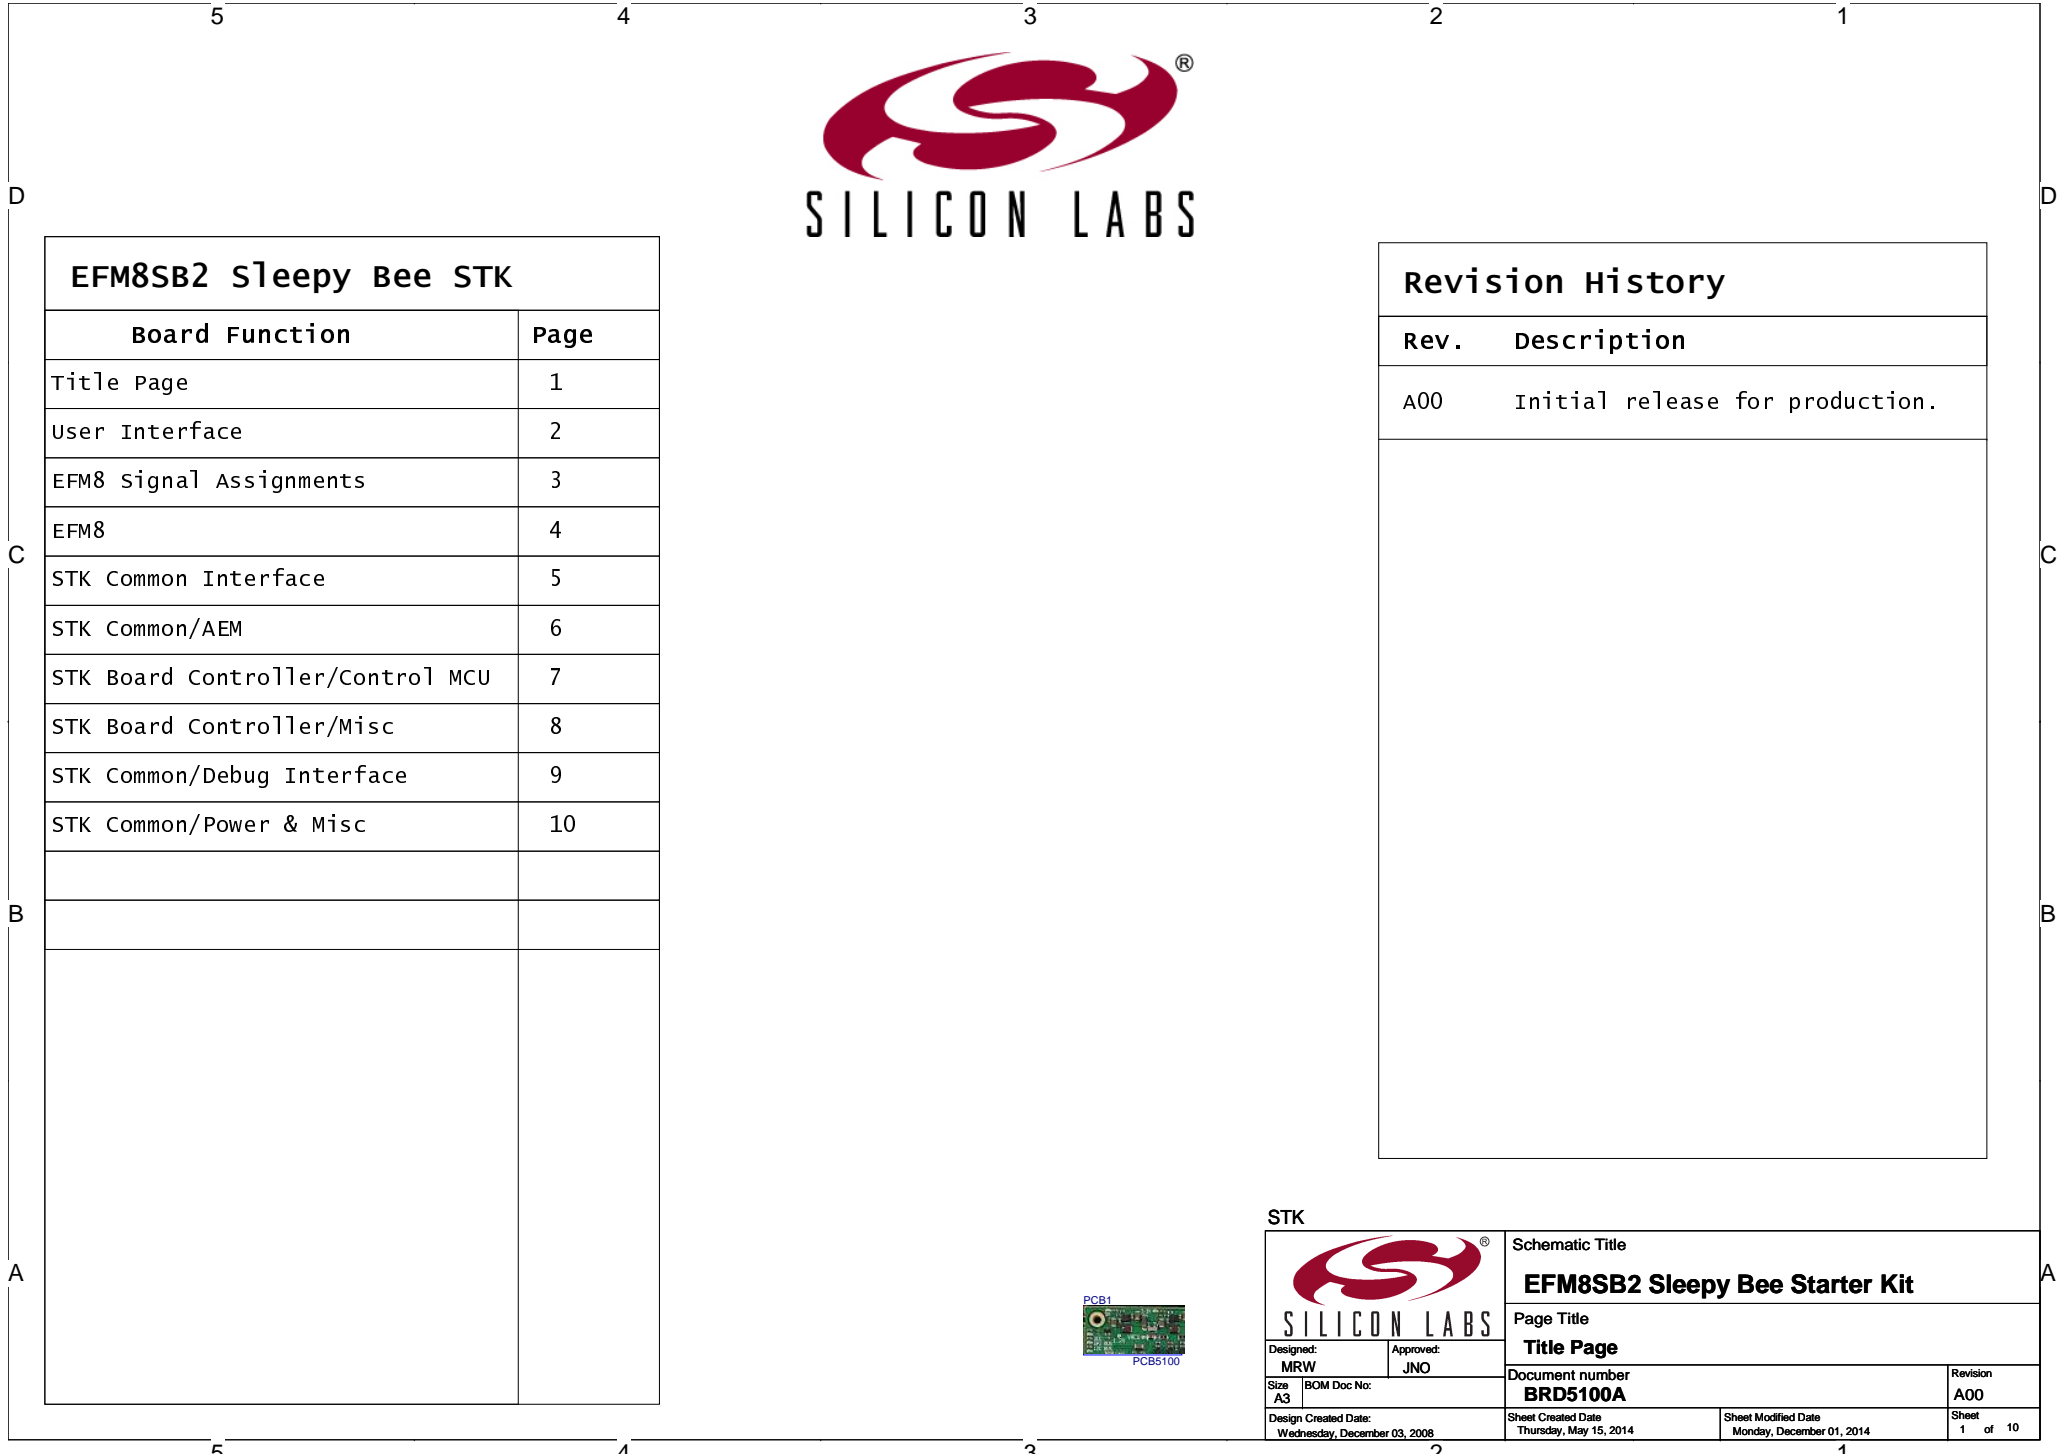 5 4 3 2 1
®
SILICON LABS
D D
EFM8SB2 Sleepy Bee STK
Board Function Page
Title Page 1
User Interface 2
EFM8 Signal Assignments 3
EFM8 4
STK Common Interface 5
STK Common/AEM 6
STK Board Controller/Control MCU 7
STK Board Controller/Misc 8
STK Common/Debug Interface 9
STK Common/Power & Misc 10
Revision History
Rev. Description
A00 Initial release for production.
C C
B B
A A
PCB1
PCB5100
STK
®
SILICON LABS
Schematic Title
EFM8SB2 Sleepy Bee Starter Kit
Page Title
Title Page
Designed:
MRW
Approved:
JNO
Size
A3
BOM Doc No:
Document number
BRD5100A
Revision
A00
Design Created Date:
Wednesday, December 03, 2008
Sheet Created Date
Thursday, May 15, 2014
Sheet Modified Date
Monday, December 01, 2014
Sheet
1 of 10
5 4 3 2 1